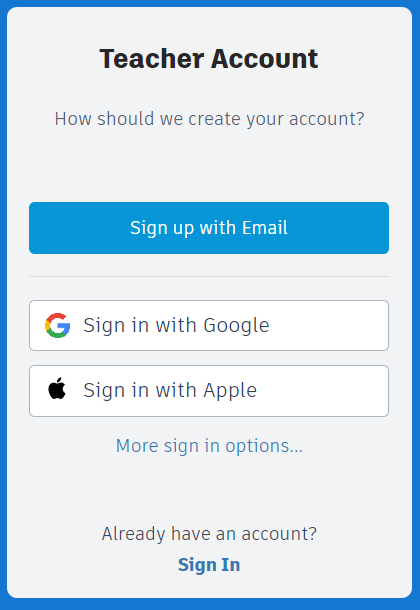 Teacher Account
How should we create your account?
Sign up with Email
Sign in with Google
Sign in with Apple
More sign in options...
Already have an account?
Sign In